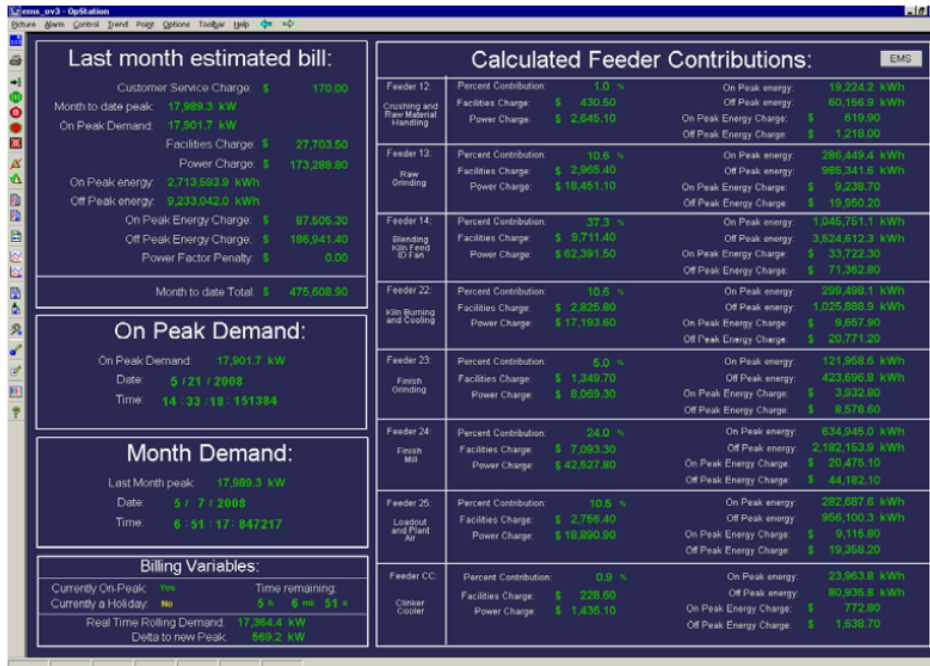 ems_ov3 - OpStation
Picture Alarm Control Trend Point Options Toolbar Help
Last month estimated bill:
Customer Service Charge: $ 170.00
Month to date peak: 17,989.3 kW
On Peak Demand: 17,901.7 kW
Facilities Charge: $ 27,703.50
Power Charge: $ 173,288.80
On Peak energy: 2,713,593.9 kWh
Off Peak energy: 9,233,042.0 kWh
On Peak Energy Charge: $ 87,505.30
Off Peak Energy Charge: $ 186,941.40
Power Factor Penalty: $ 0.00
Month to date Total: $ 475,608.90
On Peak Demand:
On Peak Demand: 17,901.7 kW
Date: 5 / 21 / 2008
Time: 14 : 33 : 18 : 151384
Month Demand:
Last Month peak: 17,989.3 kW
Date: 5 / 7 / 2008
Time: 6 : 51 : 17 : 847217
Billing Variables:
Currently On-Peak: Yes Time remaining:
Currently a Holiday: No 5 h 6 m 51 s
Real Time Rolling Demand: 17,364.4 kW
Delta to new Peak: 569.2 kW
Calculated Feeder Contributions: EMS
Feeder 12: Percent Contribution: 1.0 % On Peak energy: 19,224.2 kWh
Crushing and Facilities Charge: $ 430.50 Off Peak energy: 60,156.9 kWh
Raw Material Handling Power Charge: $ 2,645.10 On Peak Energy Charge: $ 619.90
Off Peak Energy Charge: $ 1,218.00
Feeder 13: Percent Contribution: 10.6 % On Peak energy: 286,449.4 kWh
Raw Facilities Charge: $ 2,965.40 Off Peak energy: 985,341.6 kWh
Grinding Power Charge: $ 18,451.10 On Peak Energy Charge: $ 9,238.70
Off Peak Energy Charge: $ 19,950.20
Feeder 14: Percent Contribution: 37.3 % On Peak energy: 1,045,751.1 kWh
Blending Facilities Charge: $ 9,711.40 Off Peak energy: 3,524,612.3 kWh
Kiln Feed ID Fan Power Charge: $ 62,391.50 On Peak Energy Charge: $ 33,722.30
Off Peak Energy Charge: $ 71,362.80
Feeder 22: Percent Contribution: 10.6 % On Peak energy: 299,498.1 kWh
Kiln Burning Facilities Charge: $ 2,825.80 Off Peak energy: 1,025,888.9 kWh
and Cooling Power Charge: $ 17,193.60 On Peak Energy Charge: $ 9,657.90
Off Peak Energy Charge: $ 20,771.20
Feeder 23: Percent Contribution: 5.0 % On Peak energy: 121,958.6 kWh
Finish Facilities Charge: $ 1,349.70 Off Peak energy: 423,696.8 kWh
Grinding Power Charge: $ 8,069.30 On Peak Energy Charge: $ 3,932.80
Off Peak Energy Charge: $ 8,578.60
Feeder 24: Percent Contribution: 24.0 % On Peak energy: 634,945.0 kWh
Finish Facilities Charge: $ 7,093.30 Off Peak energy: 2,182,153.9 kWh
Mill Power Charge: $ 42,527.80 On Peak Energy Charge: $ 20,475.10
Off Peak Energy Charge: $ 44,182.10
Feeder 25: Percent Contribution: 10.5 % On Peak energy: 282,687.6 kWh
Loadout Facilities Charge: $ 2,756.40 Off Peak energy: 956,100.3 kWh
and Plant Air Power Charge: $ 18,890.90 On Peak Energy Charge: $ 9,115.80
Off Peak Energy Charge: $ 19,358.20
Feeder CC: Percent Contribution: 0.9 % On Peak energy: 23,963.8 kWh
Clinker Facilities Charge: $ 228.60 Off Peak energy: 80,935.8 kWh
Cooler Power Charge: $ 1,436.10 On Peak Energy Charge: $ 772.80
Off Peak Energy Charge: $ 1,638.70